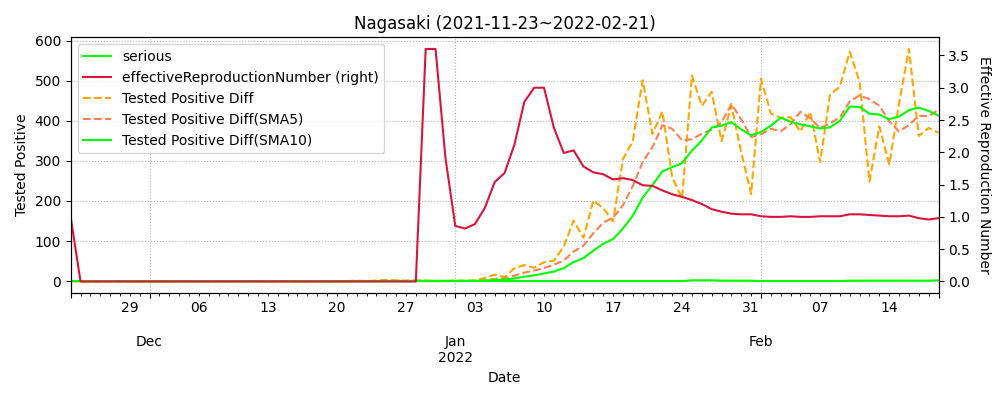 Nagasaki (2021-11-23~2022-02-21)
serious
effectiveReproductionNumber (right)
Tested Positive Diff
Tested Positive Diff(SMA5)
Tested Positive Diff(SMA10)
Tested Positive
600
500
400
300
200
100
0
3.5
3.0
2.5
2.0
1.5
1.0
0.5
0.0
Effective Reproduction Number
29 06 13 20 27 03 10 17 24 31 07 14
Dec Jan Feb
2022
Date